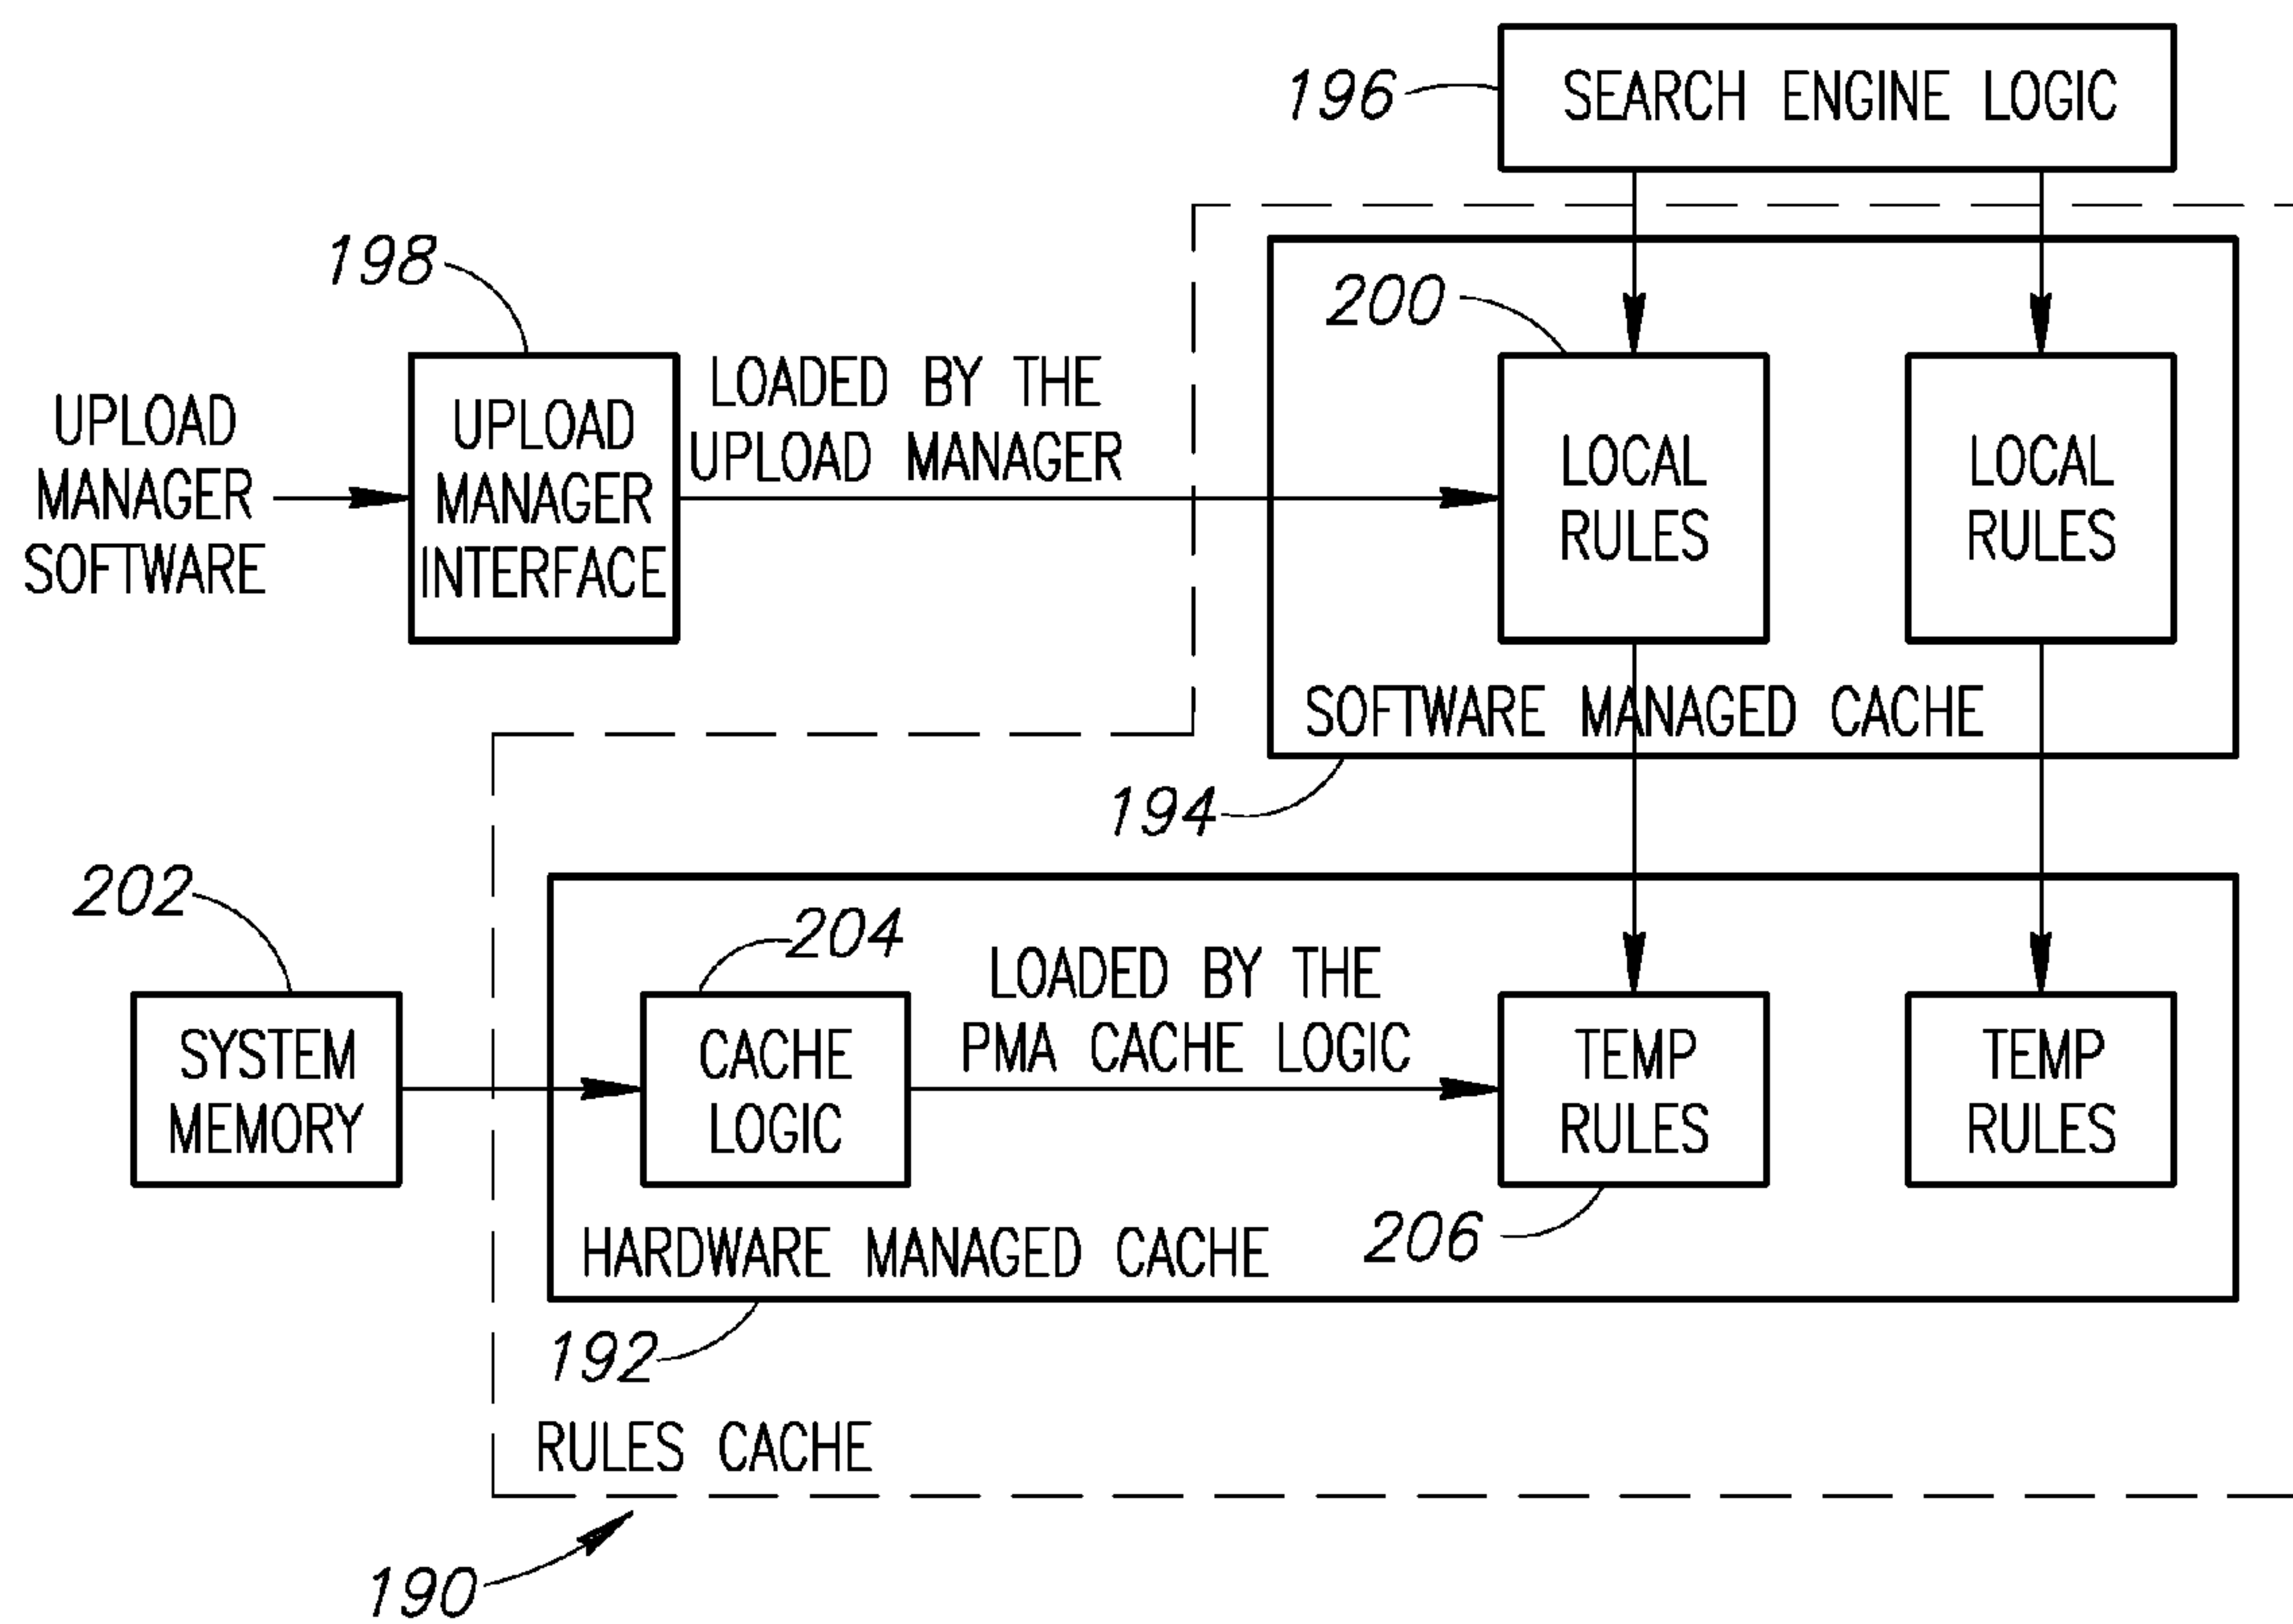 196
SEARCH ENGINE LOGIC
198
200
UPLOAD
MANAGER
SOFTWARE
UPLOAD
MANAGER
INTERFACE
LOADED BY THE
UPLOAD MANAGER
LOCAL
RULES
LOCAL
RULES
SOFTWARE MANAGED CACHE
194
202
204
SYSTEM
MEMORY
CACHE
LOGIC
LOADED BY THE
PMA CACHE LOGIC
TEMP
RULES
TEMP
RULES
206
HARDWARE MANAGED CACHE
192
RULES CACHE
190